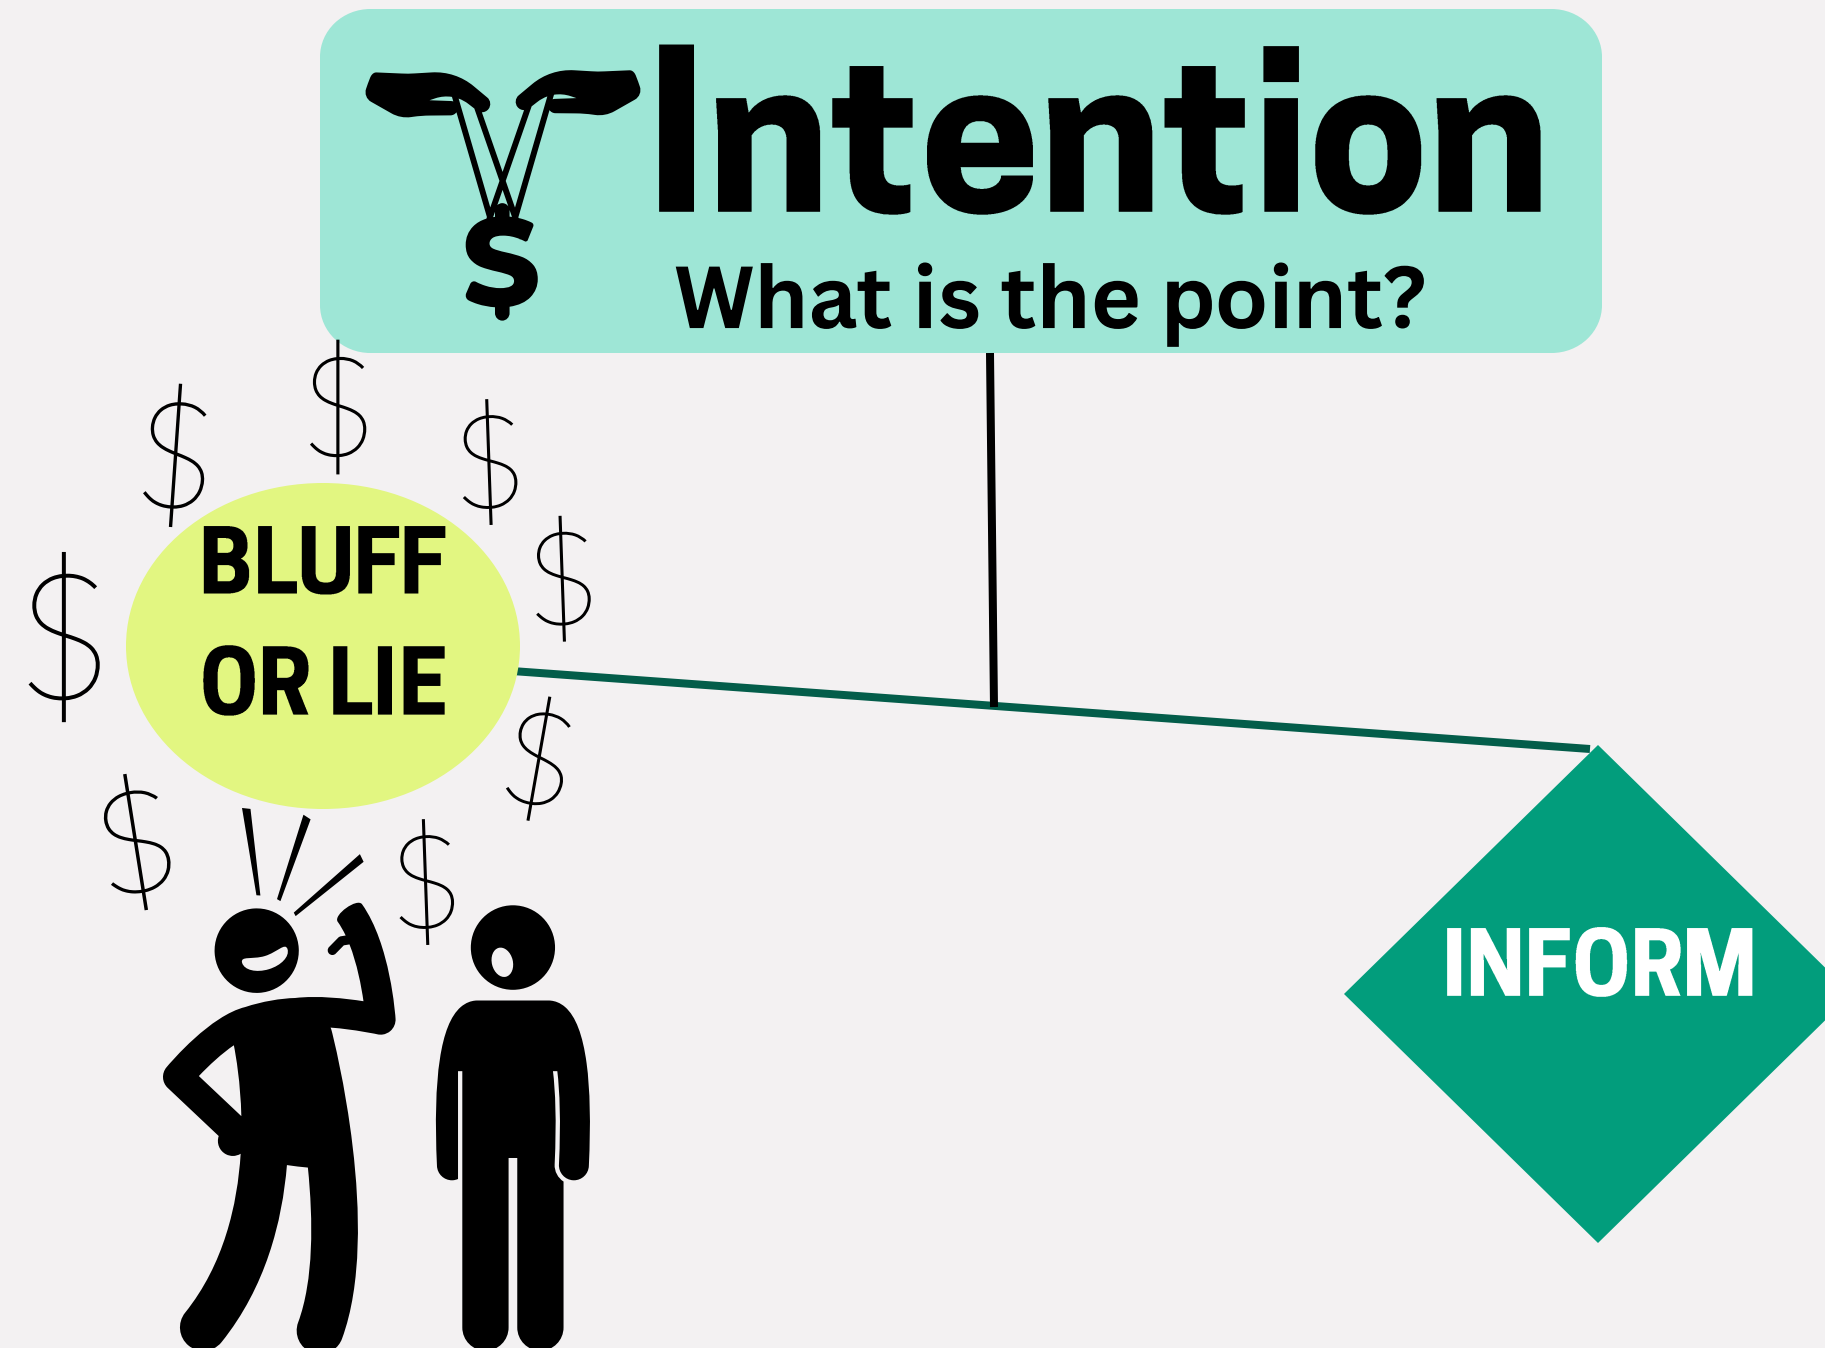 Intention
What is the point?
BLUFF
OR LIE
INFORM